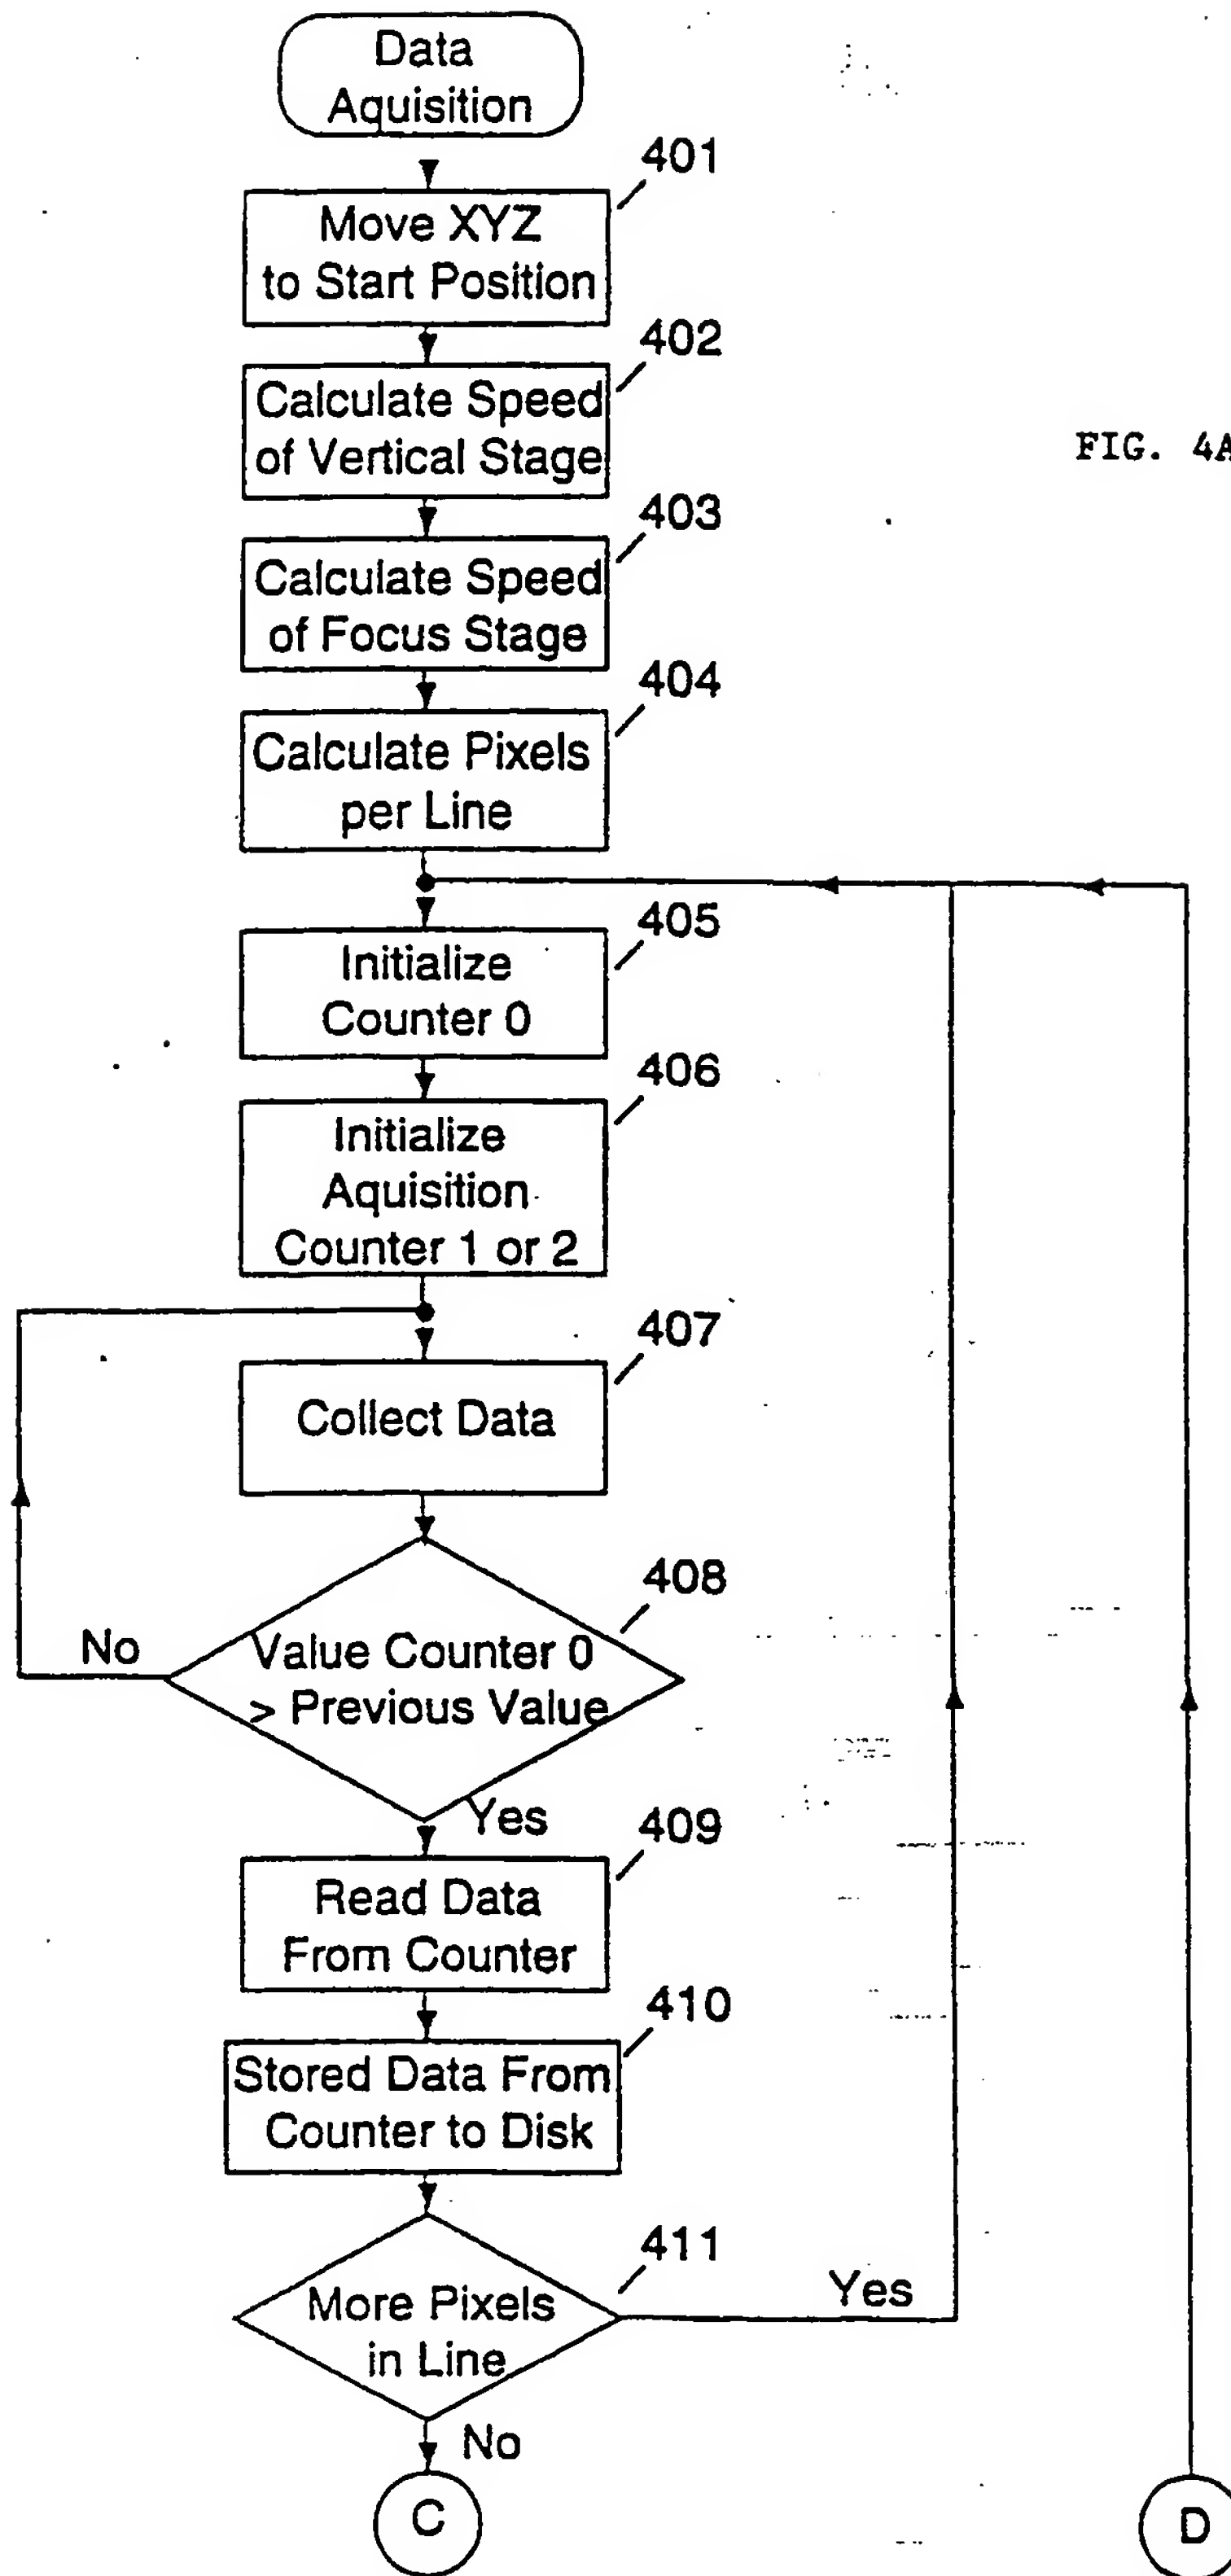 Data
Aquisition
401
Move XYZ
to Start Position
402
Calculate Speed
of Vertical Stage
FIG. 4A
403
Calculate Speed
of Focus Stage
404
Calculate Pixels
per Line
405
Initialize
Counter 0
406
Initialize
Aquisition
Counter 1 or 2
407
Collect Data
408
No
Value Counter 0
> Previous Value
Yes
409
Read Data
From Counter
410
Stored Data From
Counter to Disk
411
More Pixels
in Line
Yes
No
C
D